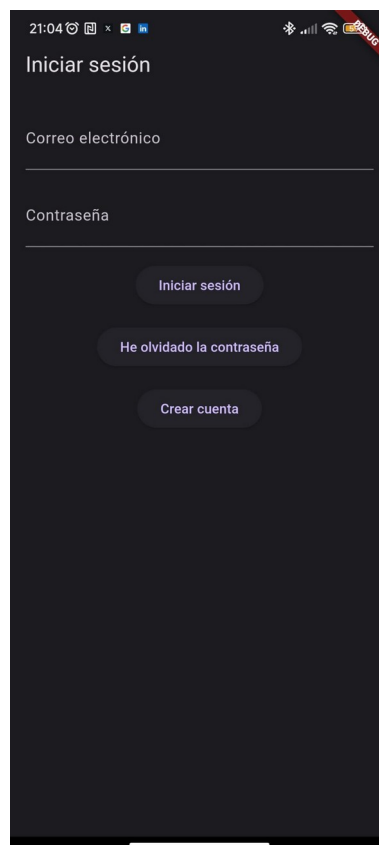 21:04
DEBUG
Iniciar sesión
Correo electrónico
Contraseña
Iniciar sesión
He olvidado la contraseña
Crear cuenta